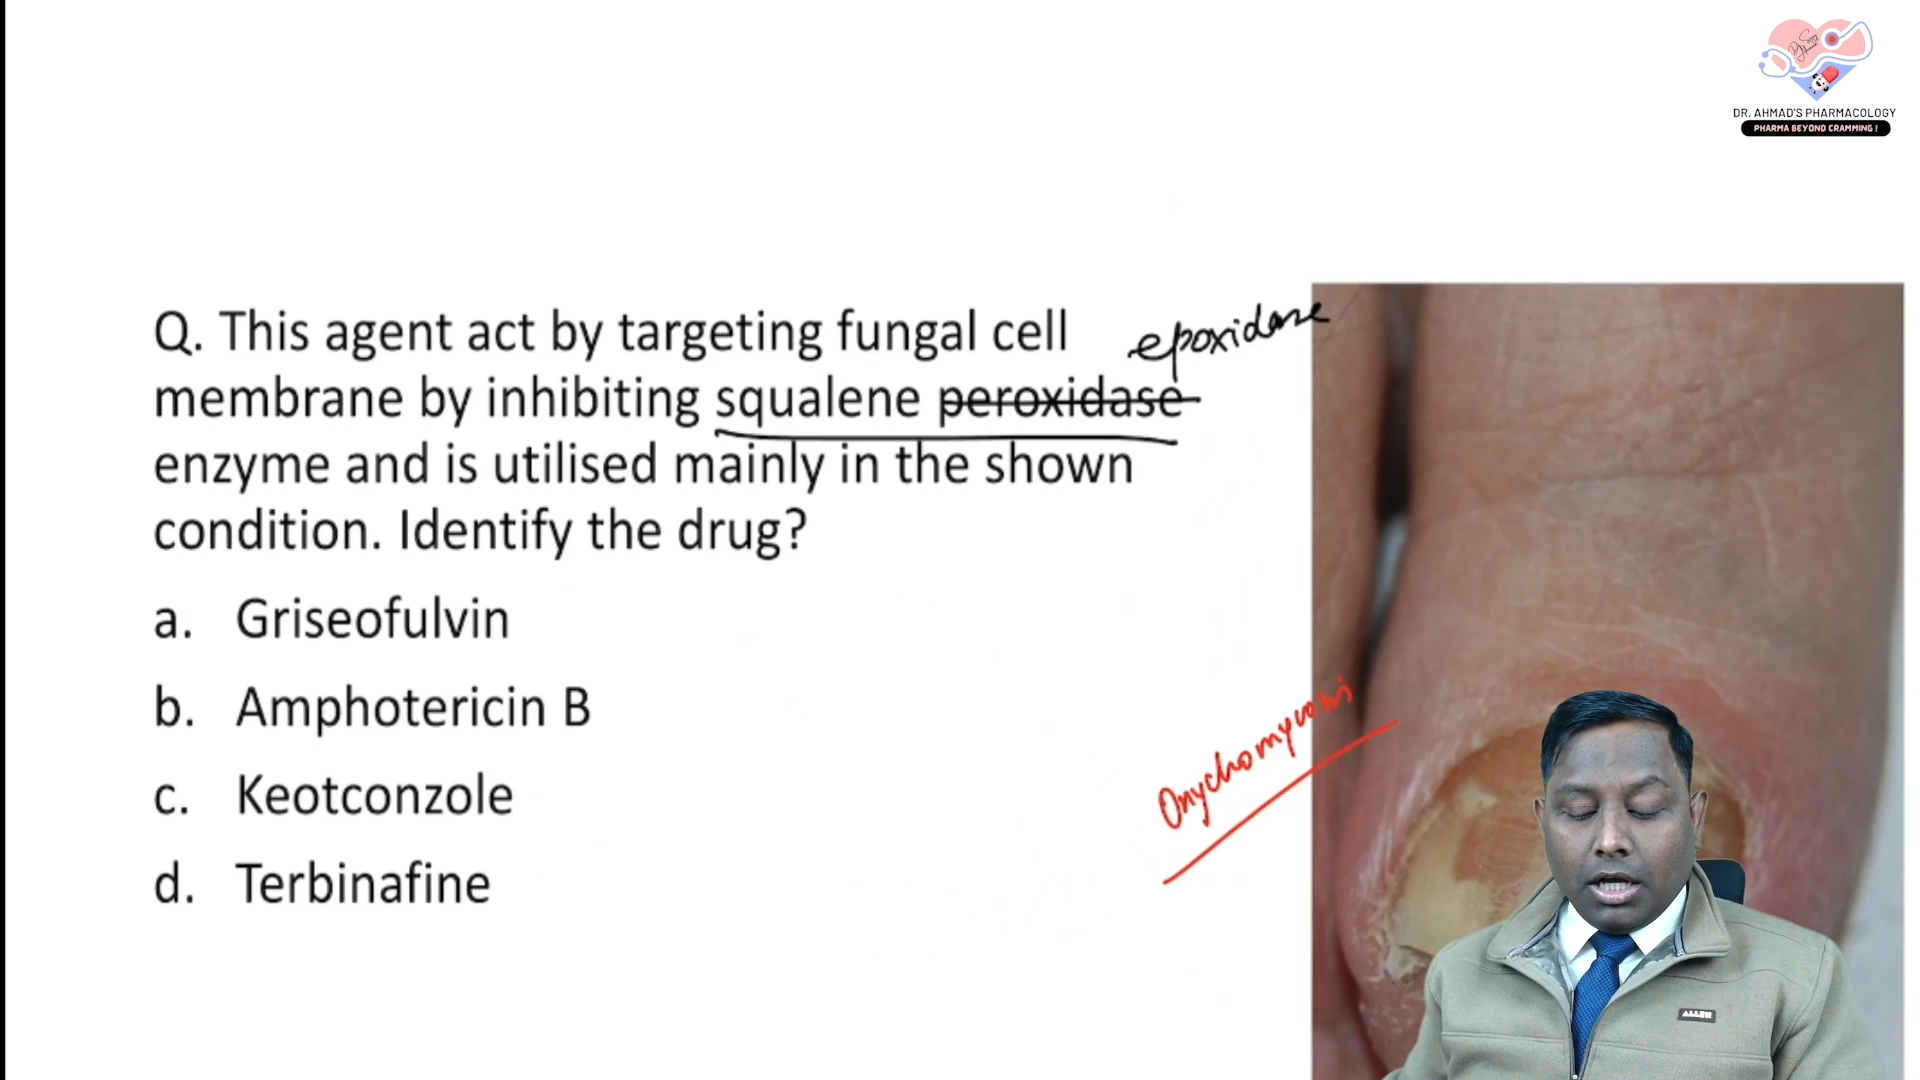 DR. AHMAD'S PHARMACOLOGY
PHARMA BEYOND CRAMMING !
Q. This agent act by targeting fungal cell
epoxidase
membrane by inhibiting squalene peroxidase
enzyme and is utilised mainly in the shown
condition. Identify the drug?
a. Griseofulvin
b. Amphotericin B
c. Keotconzole
d. Terbinafine
Onychomycosis
ALLEN